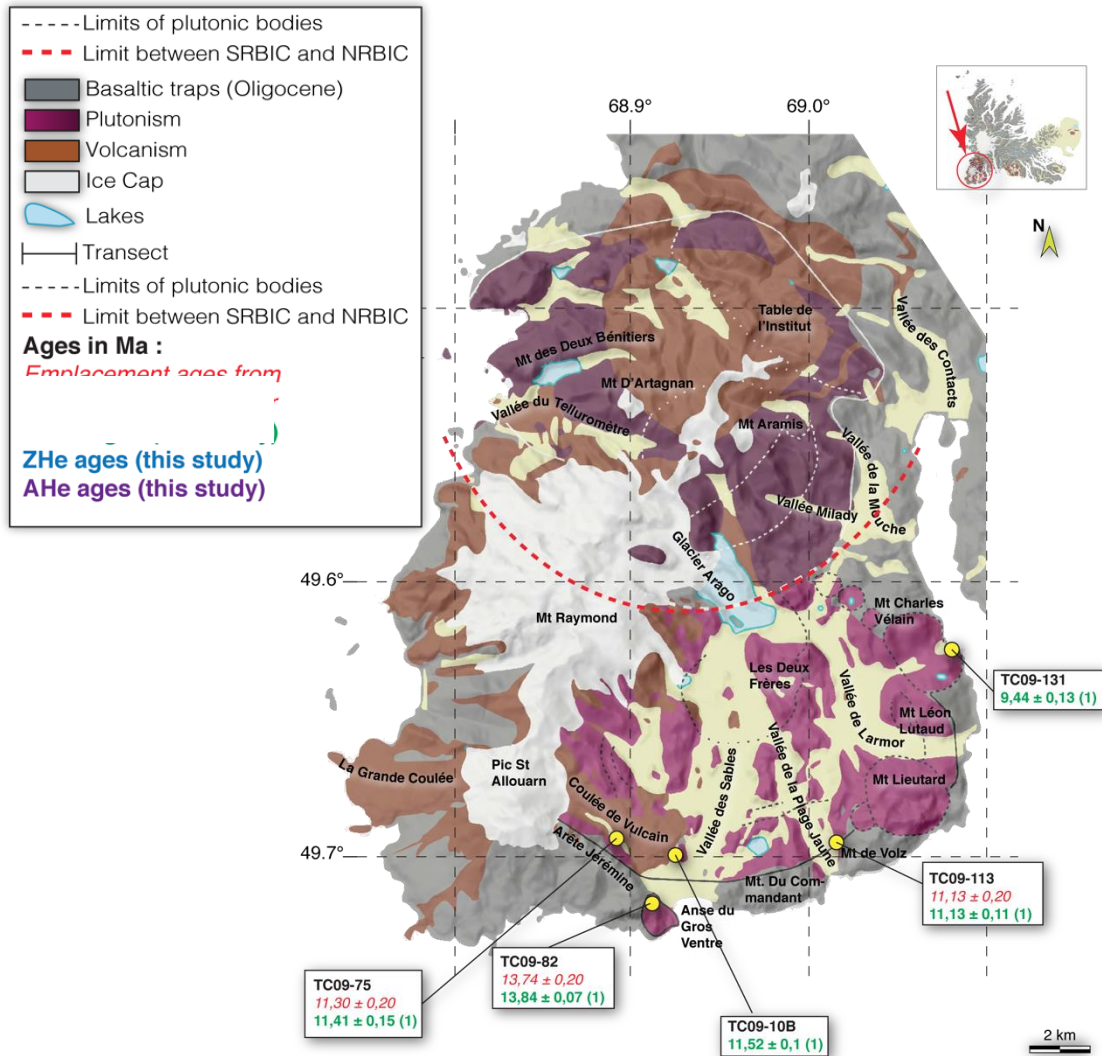 Limits of plutonic bodies
Limit between SRBIC and NRBIC
Basaltic traps (Oligocene)
Plutonism
Volcanism
Ice Cap
Lakes
Transect
Limits of plutonic bodies
Limit between SRBIC and NRBIC
Ages in Ma :
Emplacement ages from
ZHe ages (this study)
AHe ages (this study)
68.9°
69.0°
N
Vallée des Contacts
Table de
l'Institut
Mt des Deux Bénitiers
Mt D'Artagnan
Vallée du Telluromètre
Mt Aramis
Vallée de la Mouche
Vallée Milady
Glacier Arago
49.6°
Mt Raymond
Mt Charles
Vélain
Les Deux
Frères
Vallée de Larmor
Mt Léon
Lutaud
TC09-131
9,44 ± 0,13 (1)
La Grande Coulée
Pic St
Allouarn
Vallée des Sables
Vallée de la Plage Jaune
Mt Lieutard
Coulée de Vulcain
49.7°
Arête Jérémine
Mt de Volz
Mt. Du Com-
mandant
Anse du
Gros
Ventre
TC09-113
11,13 ± 0,20
11,13 ± 0,11 (1)
TC09-82
13,74 ± 0,20
13,84 ± 0,07 (1)
TC09-75
11,30 ± 0,20
11,41 ± 0,15 (1)
TC09-10B
11,52 ± 0,1 (1)
2 km